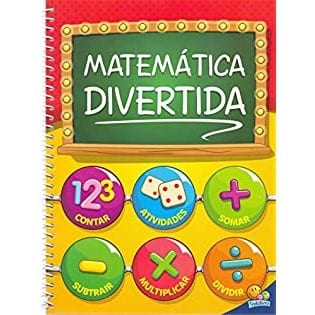 MATEMÁTICA
DIVERTIDA
123
CONTAR
ATIVIDADES
SOMAR
SUBTRAIR
MULTIPLICAR
DIVIDIR